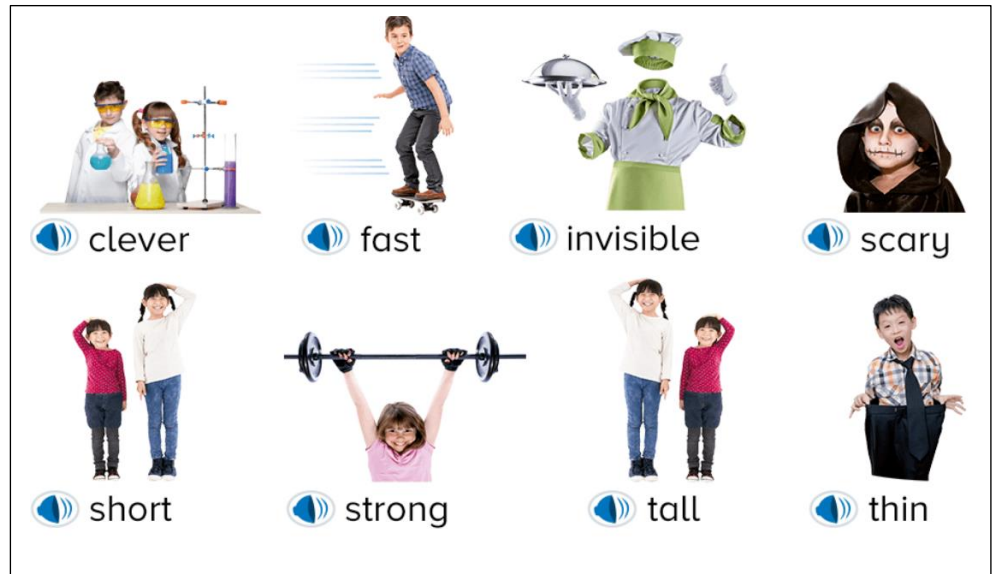 clever
fast
invisible
scary
short
strong
tall
thin